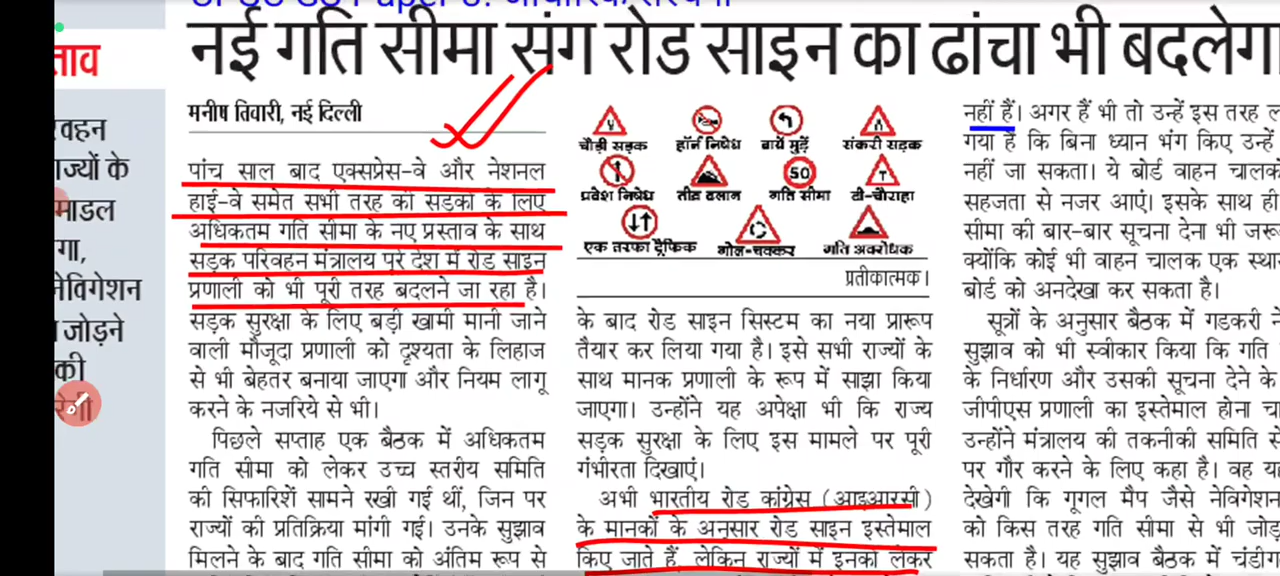 नई गति सीमा संग रोड साइन का ढांचा भी बदलेगा
ताव
ज्यों के
माडल
गा,
नेविगेशन
जोड़ने
की
मनीष तिवारी, नई दिल्ली
पांच साल बाद एक्सप्रेस-वे और नेशनल
हाई-वे समेत सभी तरह की सड़कों के लिए
अधिकतम गति सीमा के नए प्रस्ताव के साथ
सड़क परिवहन मंत्रालय पूरे देश में रोड साइन
प्रणाली को भी पूरी तरह बदलने जा रहा है।
सड़क सुरक्षा के लिए बड़ी खामी मानी जाने
वाली मौजूदा प्रणाली को दृश्यता के लिहाज
से भी बेहतर बनाया जाएगा और नियम लागू
करने के नजरिये से भी।
पिछले सप्ताह एक बैठक में अधिकतम
गति सीमा को लेकर उच्च स्तरीय समिति
की सिफारिशें सामने रखी गई थीं, जिन पर
राज्यों की प्रतिक्रिया मांगी गई। उनके सुझाव
मिलने के बाद गति सीमा को अंतिम रूप से
चौड़ी सड़क हॉर्न निषेध बायें मुड़ें संकरी सड़क
प्रवेश निषेध तीव्र ढलान 50 गति सीमा टी-चौराहा
एक तरफा ट्रैफिक गोल-चक्कर गति अवरोधक
प्रतीकात्मक।
के बाद रोड साइन सिस्टम का नया प्रारूप
तैयार कर लिया गया है। इसे सभी राज्यों के
साथ मानक प्रणाली के रूप में साझा किया
जाएगा। उन्होंने यह अपेक्षा भी कि राज्य
सड़क सुरक्षा के लिए इस मामले पर पूरी
गंभीरता दिखाएं।
अभी भारतीय रोड कांग्रेस (आइआरसी)
के मानकों के अनुसार रोड साइन इस्तेमाल
किए जाते हैं, लेकिन राज्यों में इनको लेकर
नहीं हैं। अगर हैं भी तो उन्हें इस तरह
गया है कि बिना ध्यान भंग किए उन्हें
नहीं जा सकता। ये बोर्ड वाहन चालक
सहजता से नजर आएं। इसके साथ ही
सीमा की बार-बार सूचना देना भी
क्योंकि कोई भी वाहन चालक एक
बोर्ड को अनदेखा कर सकता है।
सूत्रों के अनुसार बैठक में गडकरी ने
सुझाव को भी स्वीकार किया कि गति
के निर्धारण और उसकी सूचना देने के
जीपीएस प्रणाली का इस्तेमाल होना
उन्होंने मंत्रालय की तकनीकी समिति से
पर गौर करने के लिए कहा है। वह
देखेगी कि गूगल मैप जैसे नेविगेशन
को किस तरह गति सीमा से भी जोड़
सकता है। यह सुझाव बैठक में